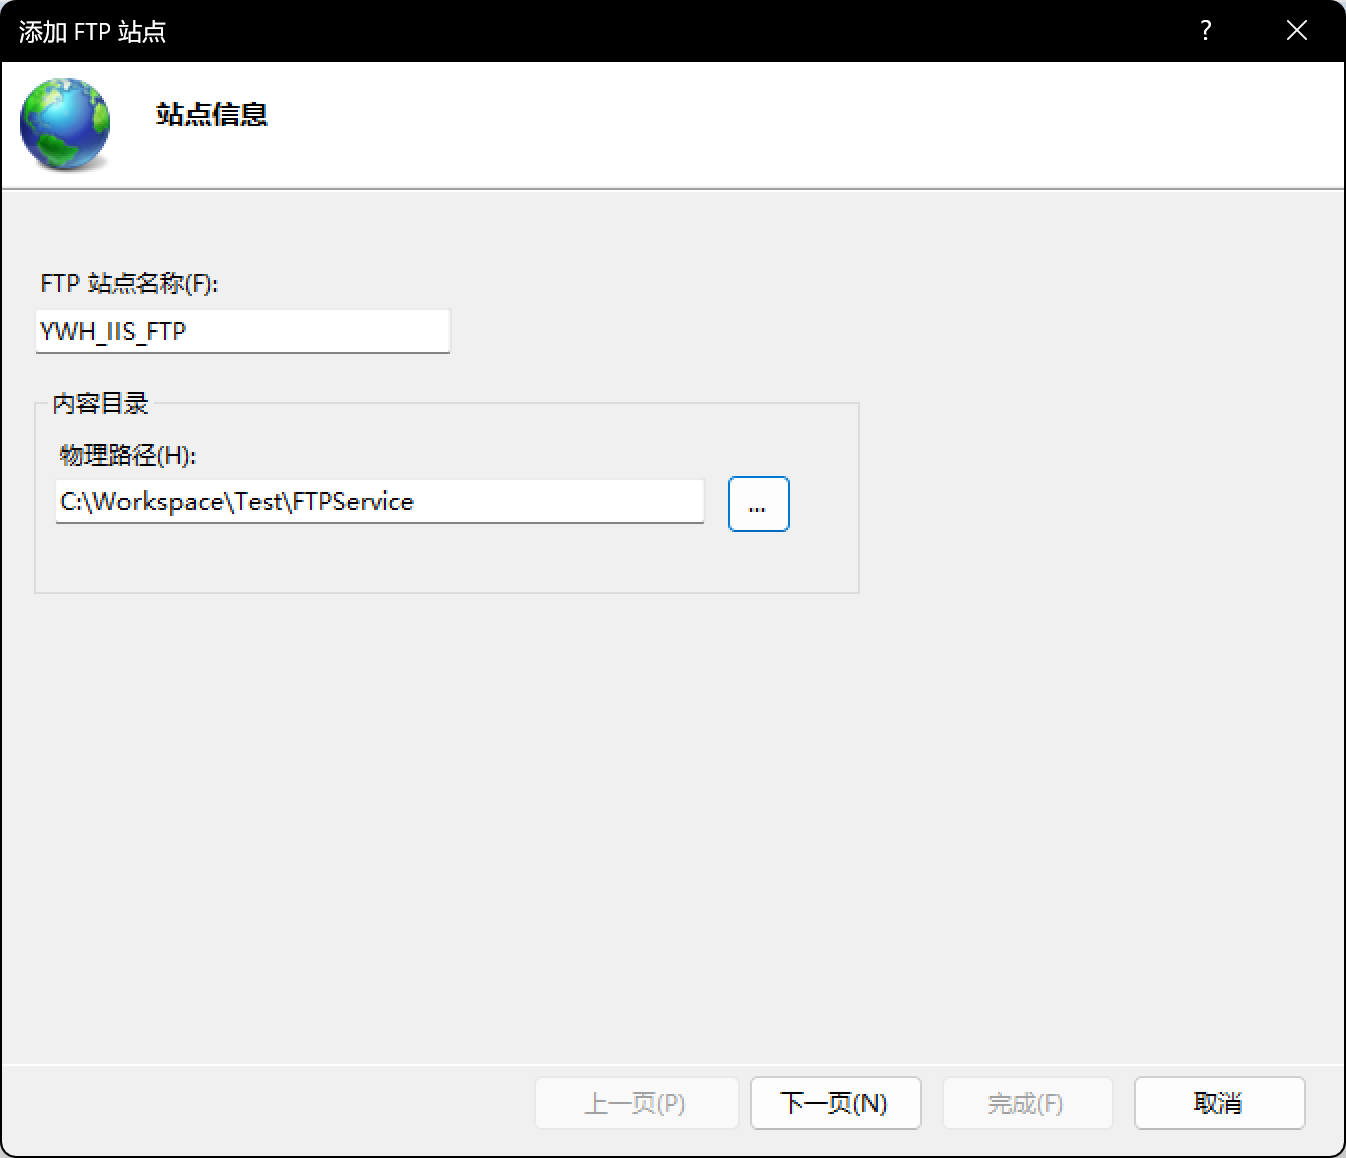 添加 FTP 站点
?
站点信息
FTP 站点名称(F):
YWH_IIS_FTP
内容目录
物理路径(H):
C:\Workspace\Test\FTPService
...
上一页(P) 下一页(N) 完成(F) 取消